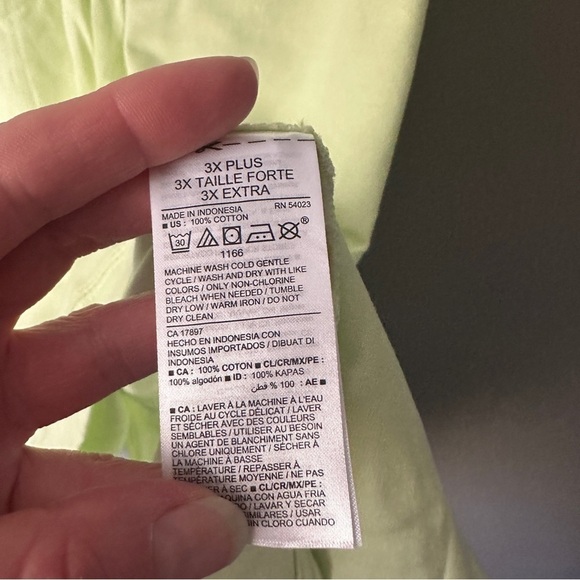 3X PLUS
3X TAILLE FORTE
3X EXTRA
MADE IN INDONESIA RN 54023
■ US: 100% COTTON
30 ®
1166
MACHINE WASH COLD GENTLE
CYCLE / WASH AND DRY WITH LIKE
COLORS / ONLY NON-CHLORINE
BLEACH WHEN NEEDED / TUMBLE
DRY LOW / WARM IRON / DO NOT
DRY CLEAN
CA 17897
HECHO EN INDONESIA CON
INSUMOS IMPORTADOS / DIBUAT DI
INDONESIA
■ CA: 100% COTON ■ CL/CR/MX/PE:
100% algodón ■ ID: 100% KAPAS
■ AE: 100 % قطن
■ CA: LAVER À LA MACHINE À L'EAU
FROIDE AU CYCLE DÉLICAT / LAVER
ET SÉCHER AVEC DES COULEURS
SEMBLABLES / UTILISER AU BESOIN
UN AGENT DE BLANCHIMENT SANS
CHLORE UNIQUEMENT / SÉCHER À
LA MACHINE À BASSE
TEMPÉRATURE / REPASSER À
TEMPÉRATURE MOYENNE / NE PAS
ER À SEC ■ CL/CR/MX/PE:
QUINA CON AGUA FRIA
O / LAVAR Y SECAR
SIMILARES / USAR
SIN CLORO CUANDO